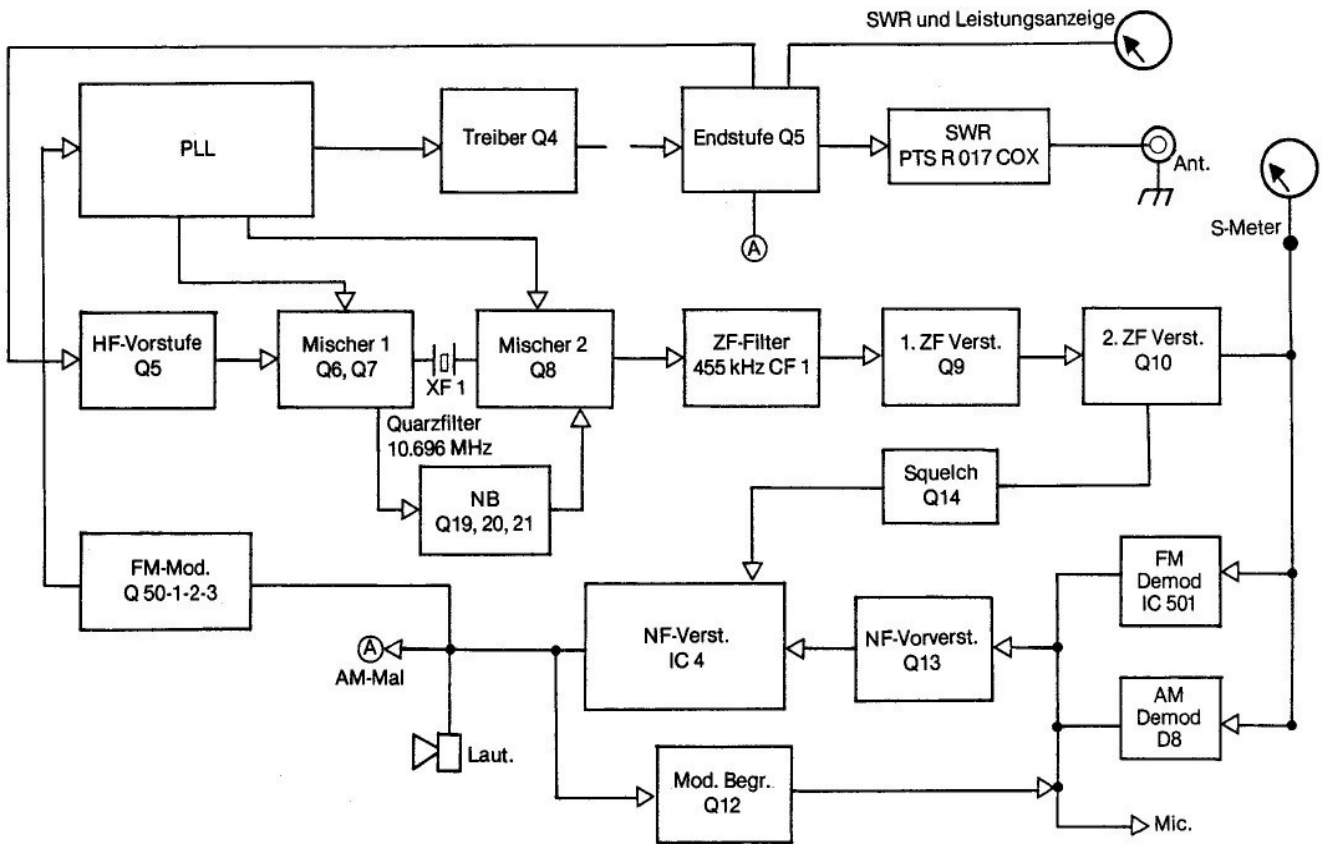 SWR und Leistungsanzeige
PLL
Treiber Q4
Endstufe Q5
SWR
PTS R 017 COX
Ant.
A
S-Meter
HF-Vorstufe
Q5
Mischer 1
Q6, Q7
XF 1
Mischer 2
Q8
ZF-Filter
455 kHz CF 1
1. ZF Verst.
Q9
2. ZF Verst.
Q10
Quarzfilter
10.696 MHz
NB
Q19, 20, 21
Squelch
Q14
FM-Mod.
Q 50-1-2-3
A
AM-Mal
Laut.
NF-Verst.
IC 4
NF-Vorverst.
Q13
FM
Demod
IC 501
AM
Demod
D8
Mod. Begr.
Q12
Mic.